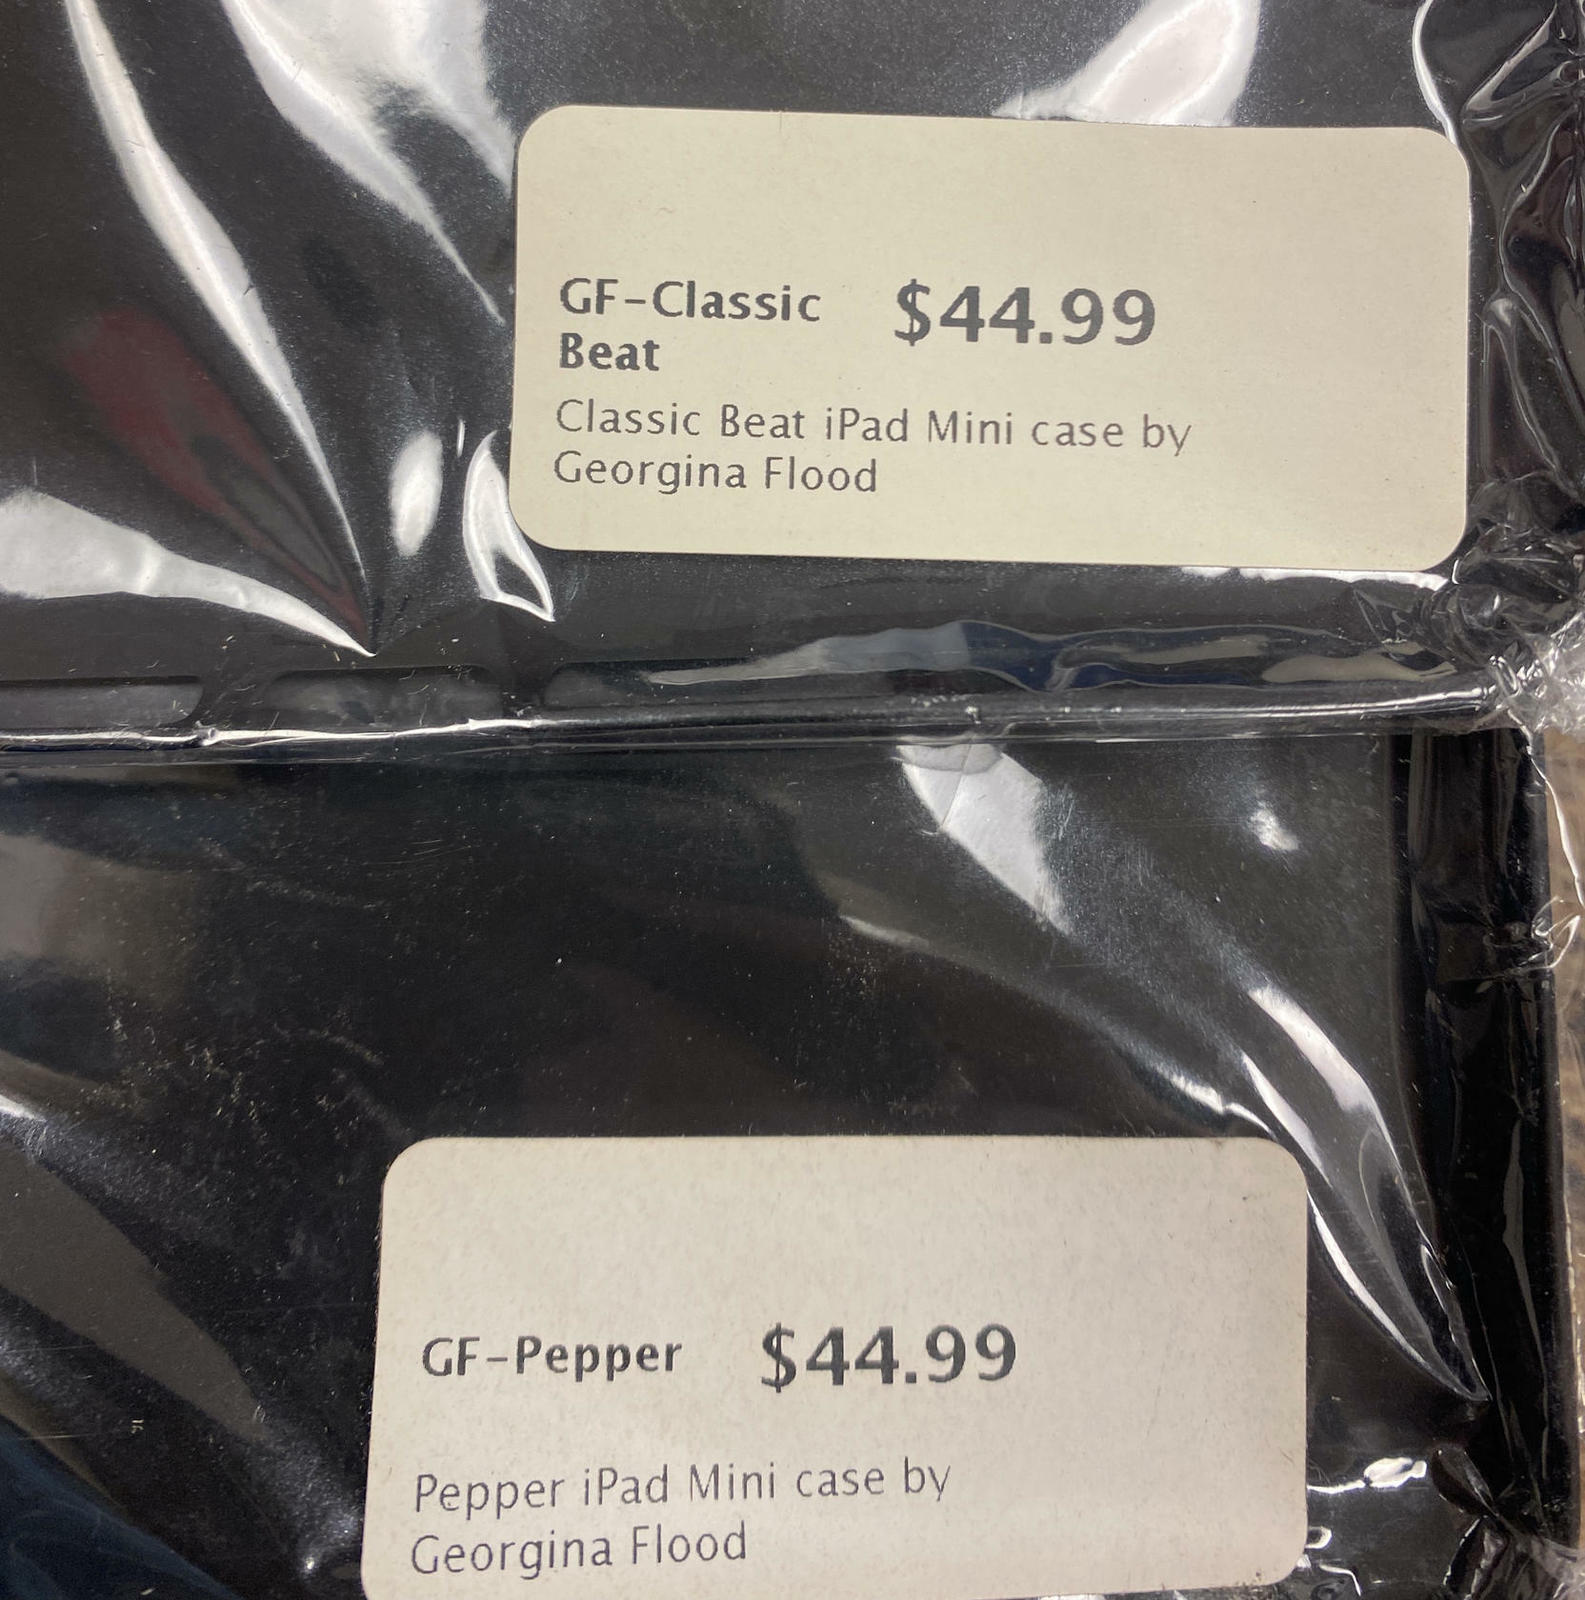 GF-Classic $44.99
Beat
Classic Beat iPad Mini case by
Georgina Flood
GF-Pepper $44.99
Pepper iPad Mini case by
Georgina Flood